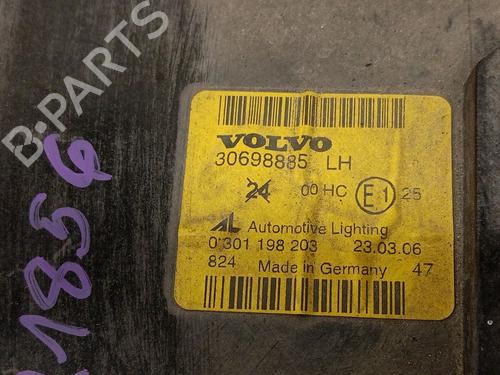 B-PARTS
21856
VOLVO
30698885 LH
24 00 HC E1 25
AL Automotive Lighting
0 301 198 203 23.03.06
824 Made in Germany 47